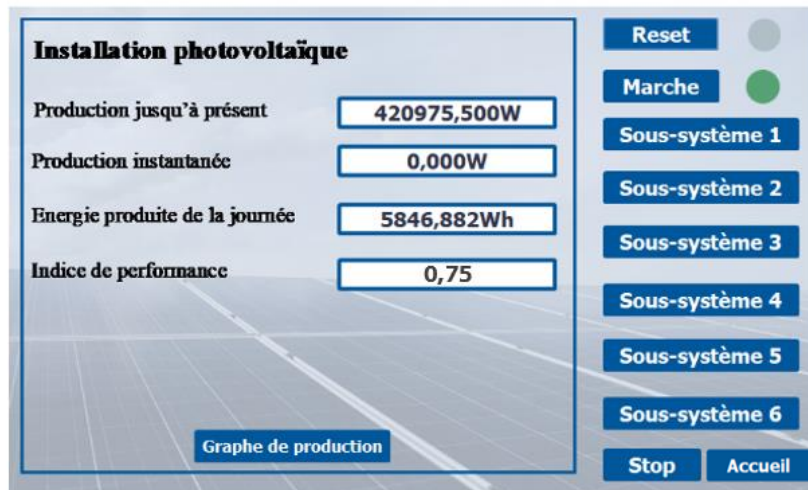 Installation photovoltaïque
Production jusqu'à présent
420975,500W
Production instantanée
0,000W
Energie produite de la journée
5846,882Wh
Indice de performance
0,75
Graphe de production
Reset
Marche
Sous-système 1
Sous-système 2
Sous-système 3
Sous-système 4
Sous-système 5
Sous-système 6
Stop
Accueil